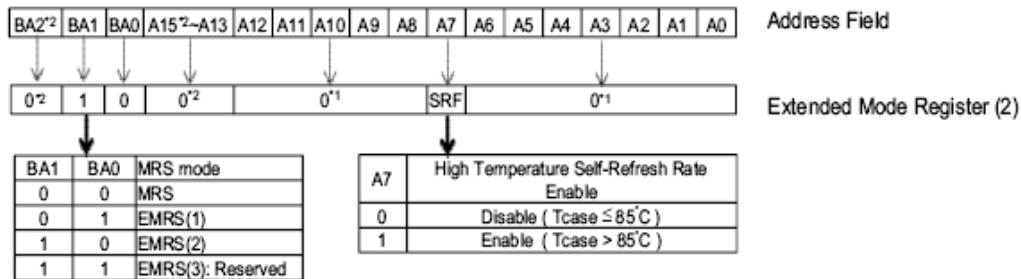 BA2*2 BA1 BA0 A15*2~A13 A12 A11 A10 A9 A8 A7 A6 A5 A4 A3 A2 A1 A0 Address Field
0*2 1 0 0*2 0*1 SRF 0*1 Extended Mode Register (2)
BA1 BA0 MRS mode
0 0 MRS
0 1 EMRS(1)
1 0 EMRS(2)
1 1 EMRS(3): Reserved
A7 High Temperature Self-Refresh Rate
Enable
0 Disable ( Tcase ≤ 85°C )
1 Enable ( Tcase > 85°C )